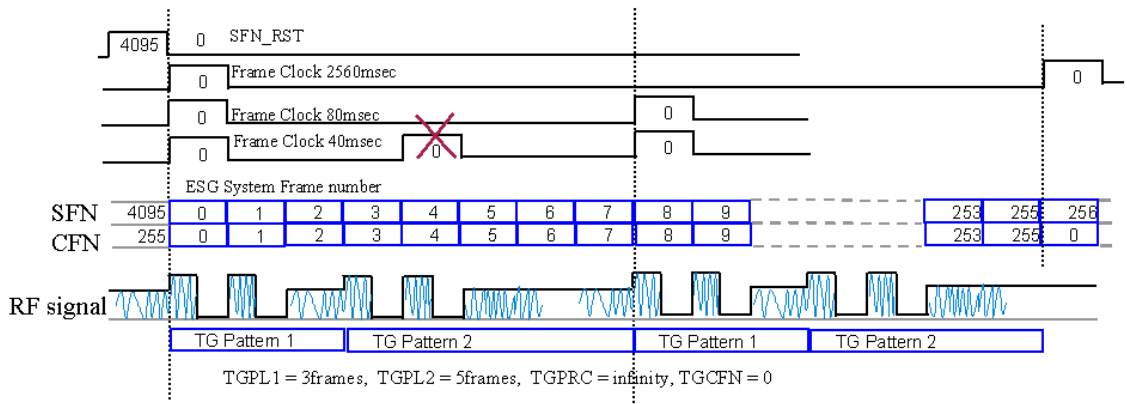 4095 0 SFN_RST
0 Frame Clock 2560msec 0
0 Frame Clock 80msec 0
0 Frame Clock 40msec 0 0
ESG System Frame number
SFN 4095 0 1 2 3 4 5 6 7 8 9 253 255 256
CFN 255 0 1 2 3 4 5 6 7 8 9 253 255 0
RF signal
TG Pattern 1 TG Pattern 2 TG Pattern 1 TG Pattern 2
TGPL1 = 3frames, TGPL2 = 5frames, TGPRC = infinity, TGCFN = 0